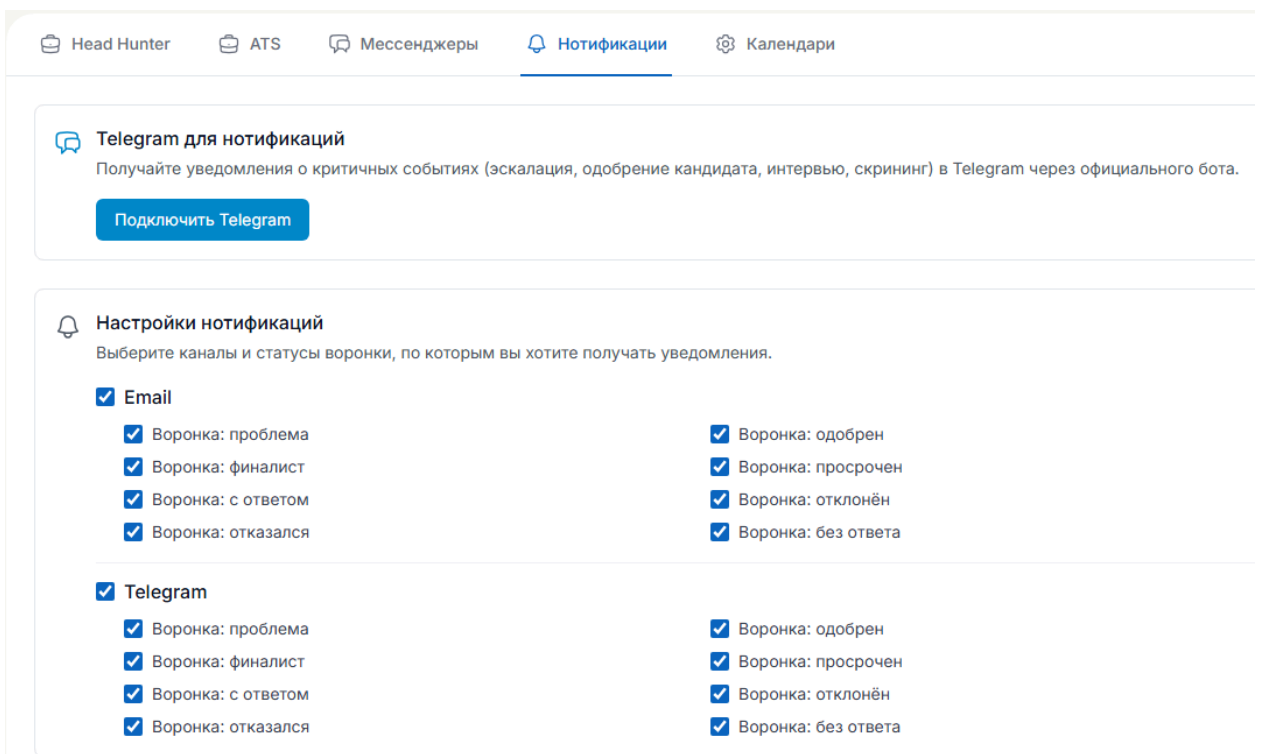 Head Hunter ATS Мессенджеры Нотификации Календари
Telegram для нотификаций
Получайте уведомления о критичных событиях (эскалация, одобрение кандидата, интервью, скрининг) в Telegram через официального бота.
Подключить Telegram
Настройки нотификаций
Выберите каналы и статусы воронки, по которым вы хотите получать уведомления.
Email
Воронка: проблема Воронка: одобрен
Воронка: финалист Воронка: просрочен
Воронка: с ответом Воронка: отклонён
Воронка: отказался Воронка: без ответа
Telegram
Воронка: проблема Воронка: одобрен
Воронка: финалист Воронка: просрочен
Воронка: с ответом Воронка: отклонён
Воронка: отказался Воронка: без ответа